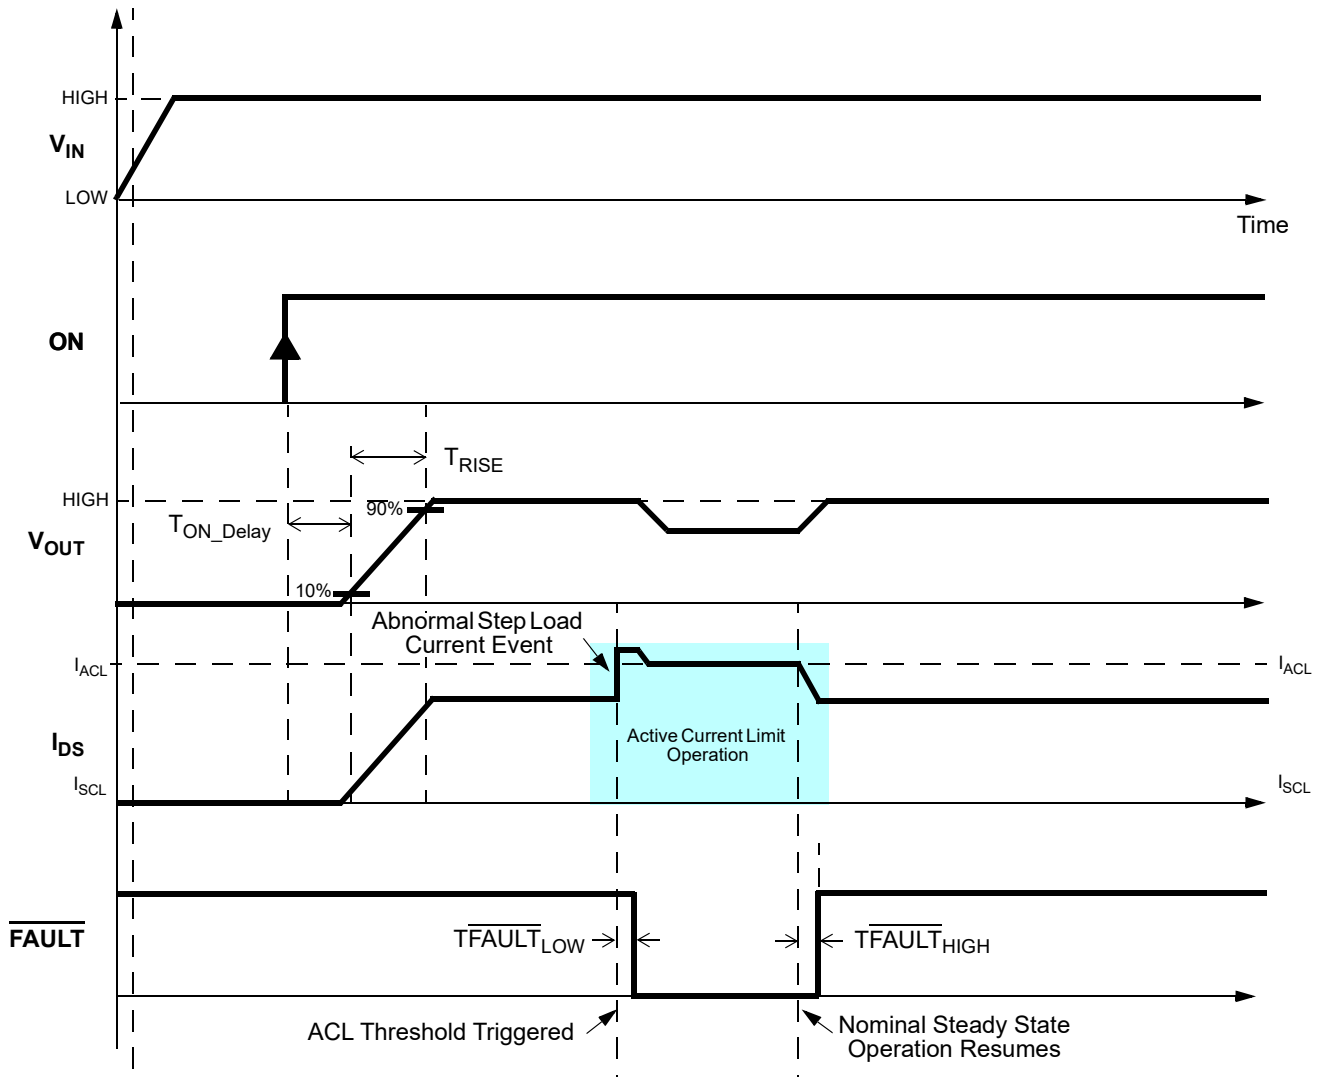 HIGH
VIN
LOW
Time
ON
TRISE
HIGH
90%
TON_Delay
VOUT
10%
Abnormal Step Load
Current Event
IACL
IACL
Active Current Limit
Operation
IDS
ISCL
ISCL
FAULT
TFAULTLOW
TFAULTHIGH
ACL Threshold Triggered
Nominal Steady State
Operation Resumes